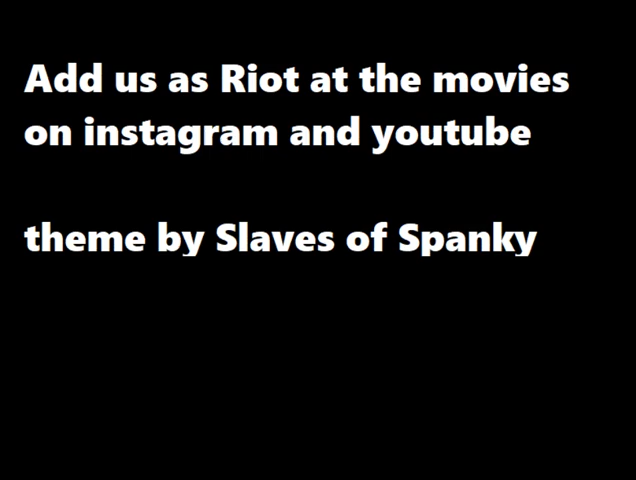 Add us as Riot at the movies
on instagram and youtube
theme by Slaves of Spanky